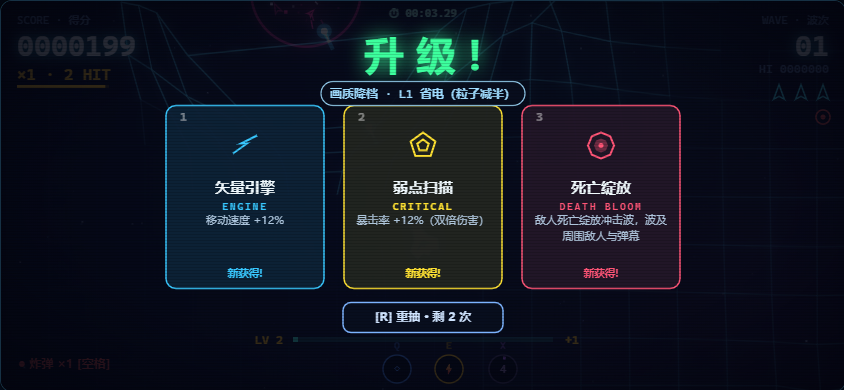 SCORE · 得分
00:03.29
WAVE · 波次
0000199
01
×1 · 2 HIT
HI 0000000
升级!
画质降档 · L1 省电（粒子减半）
1
2
3
矢量引擎
弱点扫描
死亡绽放
ENGINE
CRITICAL
DEATH BLOOM
移动速度 +12%
暴击率 +12%（双倍伤害）
敌人死亡绽放冲击波，波及
周围敌人与弹幕
新获得!
新获得!
新获得!
[R] 重抽 · 剩 2 次
LV 2
+1
炸弹 ×1 [空格]